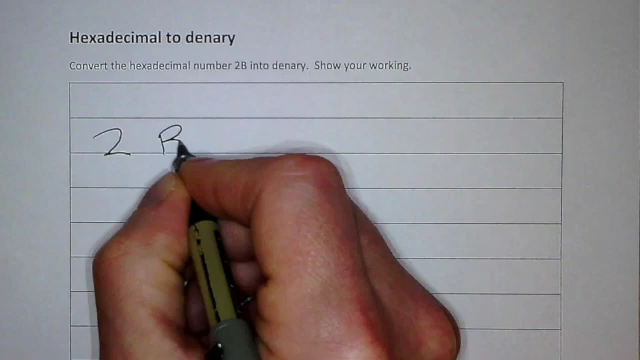 Hexadecimal to denary
Convert the hexadecimal number 2B into denary. Show your working.
2 B